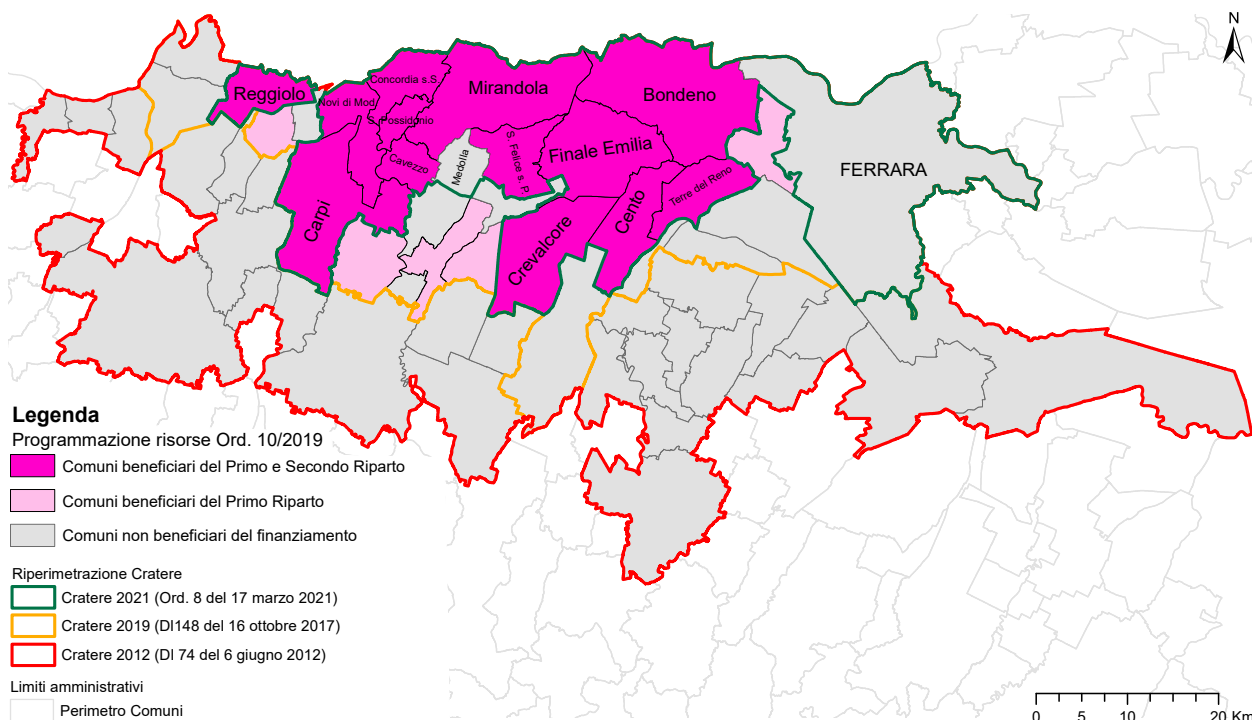 N
Concordia s.S.
Mirandola
Reggiolo
Bondeno
Novi di Mod.
S. Possidonio
Finale Emilia
S. Felice s. P.
Medolla
Cavezzo
FERRARA
Terre del Reno
Cento
Carpi
Crevalcore
Legenda
Programmazione risorse Ord. 10/2019
Comuni beneficiari del Primo e Secondo Riparto
Comuni beneficiari del Primo Riparto
Comuni non beneficiari del finanziamento
Riperimetrazione Cratere
Cratere 2021 (Ord. 8 del 17 marzo 2021)
Cratere 2019 (Dl148 del 16 ottobre 2017)
Cratere 2012 (Dl 74 del 6 giugno 2012)
Limiti amministrativi
Perimetro Comuni
0 5 10 20 Km